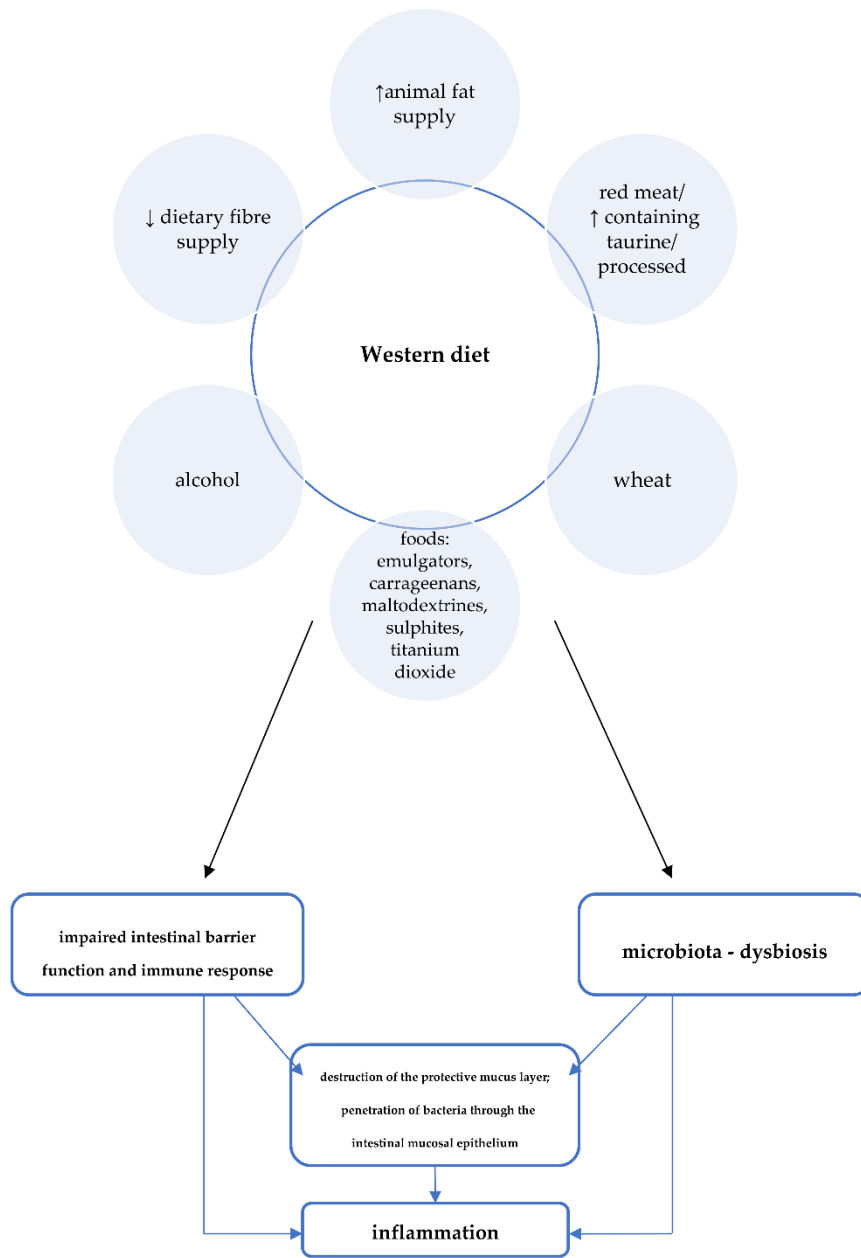 ↑animal fat
supply
↓ dietary fibre
supply
red meat/
↑ containing
taurine/
processed
Western diet
alcohol
wheat
foods:
emulgators,
carrageenans,
maltodextrines,
sulphites,
titanium
dioxide
impaired intestinal barrier
function and immune response
microbiota - dysbiosis
destruction of the protective mucus layer;
penetration of bacteria through the
intestinal mucosal epithelium
inflammation